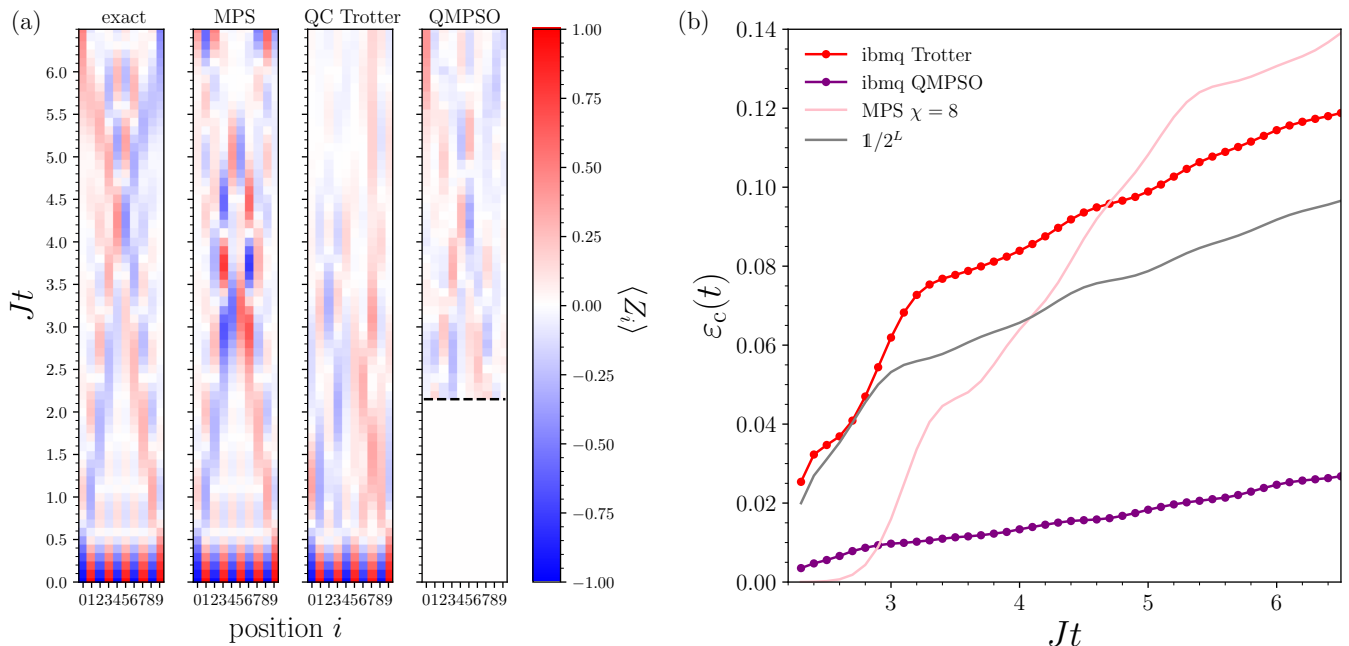 (a)
exact
MPS
QC Trotter
QMPSO
Jt
6.0
5.5
5.0
4.5
4.0
3.5
3.0
2.5
2.0
1.5
1.0
0.5
0.0
0123456789
0123456789
0123456789
0123456789
position i
1.00
0.75
0.50
0.25
0.00
−0.25
−0.50
−0.75
−1.00
⟨Zᵢ⟩
(b)
εc(t)
0.14
0.12
0.10
0.08
0.06
0.04
0.02
0.00
ibmq Trotter
ibmq QMPSO
MPS χ = 8
𝟙/2ᴸ
3
4
5
6
Jt